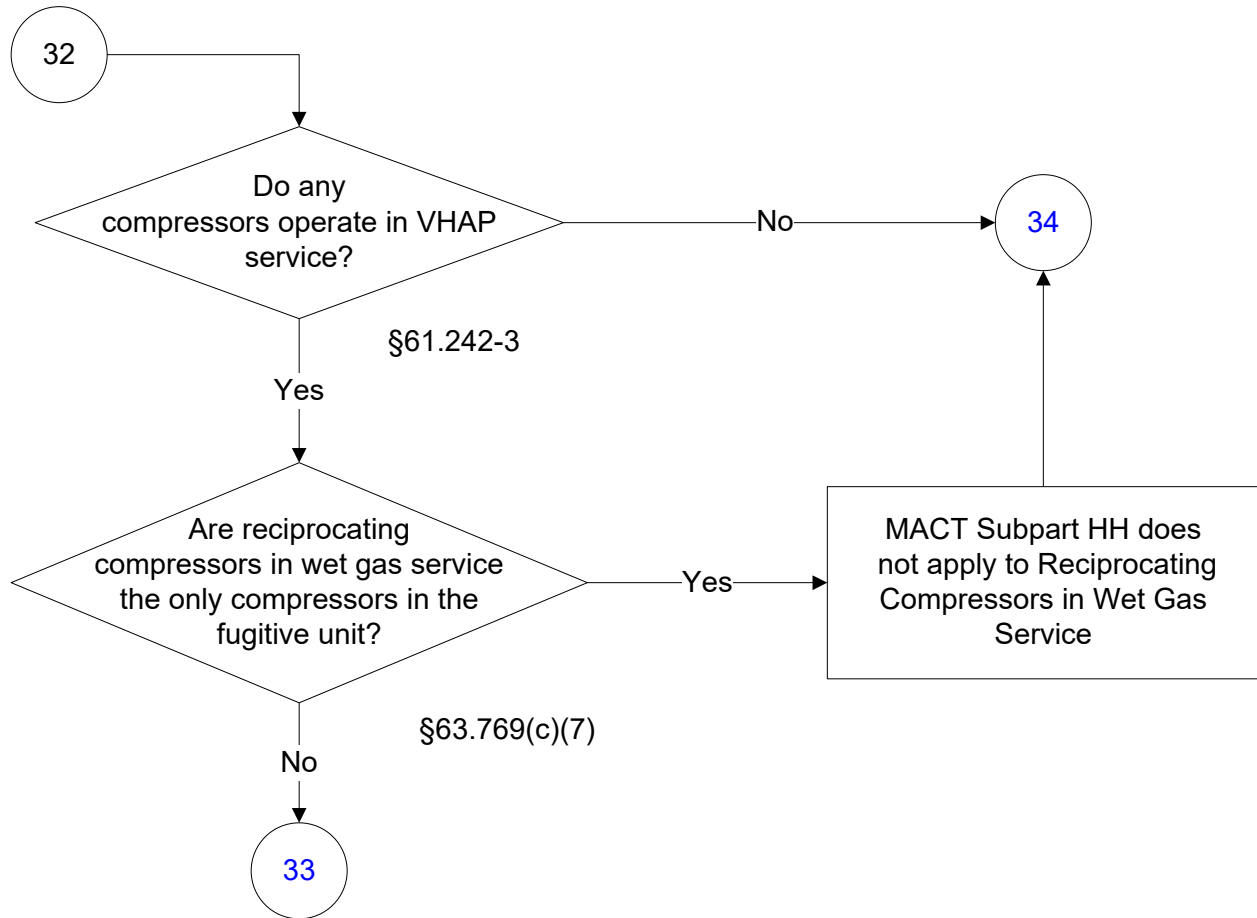 32
Do any
compressors operate in VHAP
service?
No
34
§61.242-3
Yes
Are reciprocating
compressors in wet gas service
the only compressors in the
fugitive unit?
Yes
MACT Subpart HH does
not apply to Reciprocating
Compressors in Wet Gas
Service
§63.769(c)(7)
No
33